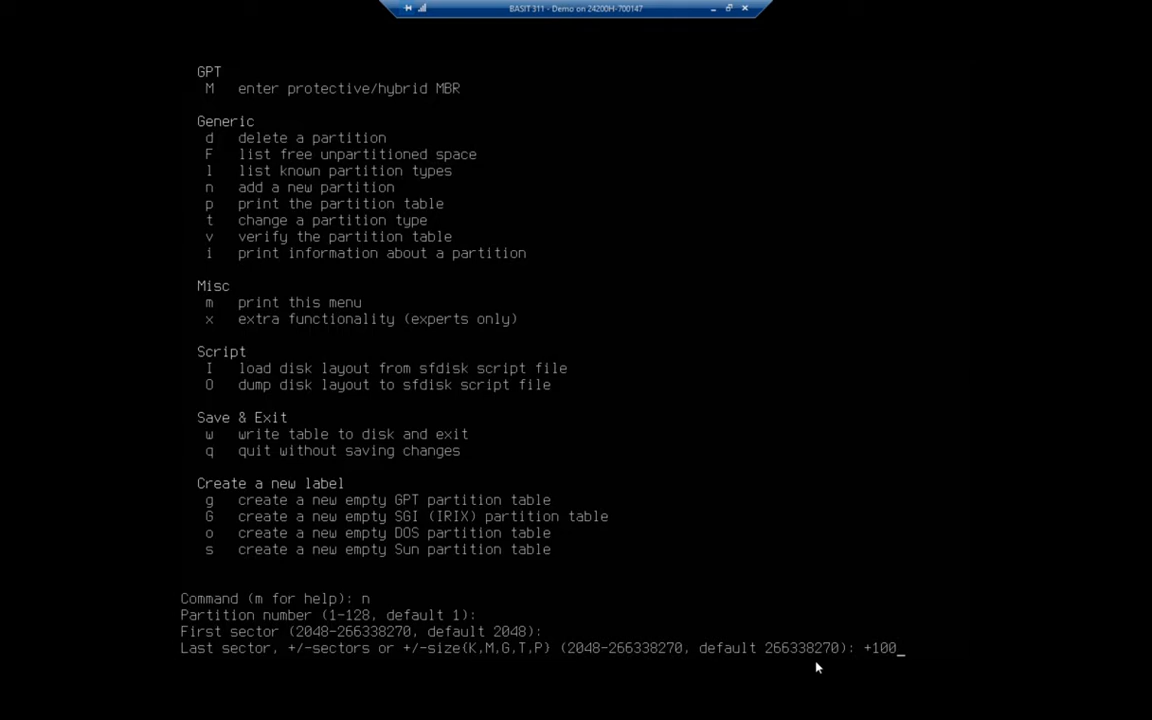 BASIT 311 - Demo on 24200H-700147
GPT
M enter protective/hybrid MBR
Generic
d delete a partition
F list free unpartitioned space
l list known partition types
n add a new partition
p print the partition table
t change a partition type
v verify the partition table
i print information about a partition
Misc
m print this menu
x extra functionality (experts only)
Script
I load disk layout from sfdisk script file
O dump disk layout to sfdisk script file
Save & Exit
w write table to disk and exit
q quit without saving changes
Create a new label
g create a new empty GPT partition table
G create a new empty SGI (IRIX) partition table
o create a new empty DOS partition table
s create a new empty Sun partition table
Command (m for help): n
Partition number (1-128, default 1):
First sector (2048-266338270, default 2048):
Last sector, +/-sectors or +/-size{K,M,G,T,P} (2048-266338270, default 266338270): +100_